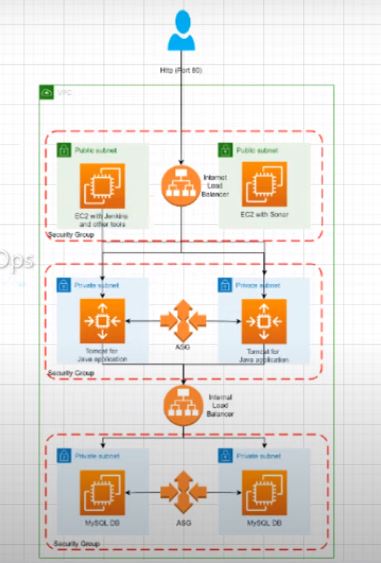 Http (Port 80)
VPC
Public subnet
Public subnet
Internet
Load
Balancer
EC2 with Jenkins
and other tools
EC2 with Sonar
Security Group
Ops
Private subnet
Private subnet
ASG
Tomcat for
Java application
Tomcat for
Java application
Security Group
Internal
Load
Balancer
Private subnet
Private subnet
MySQL DB
ASG
MySQL DB
Security Group